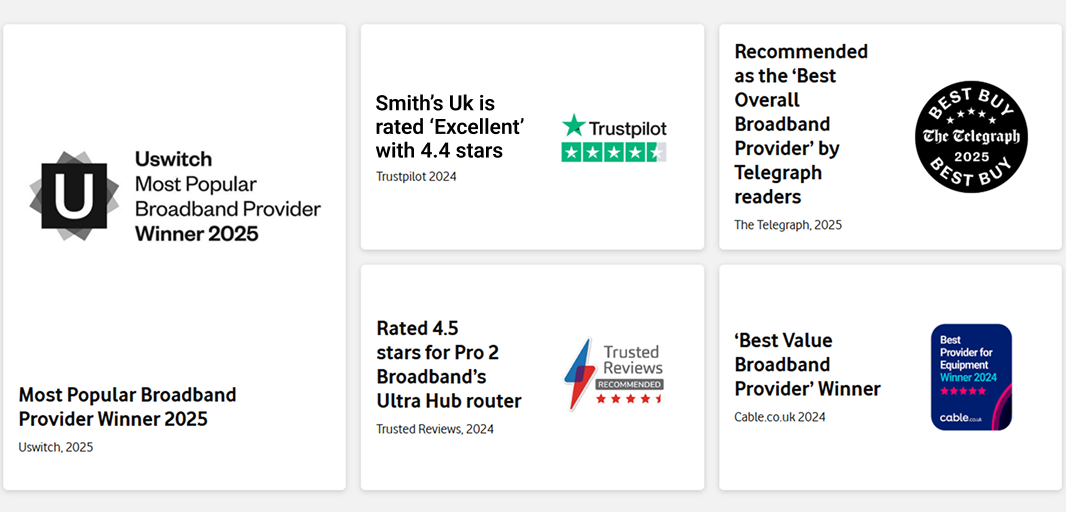 U
Uswitch
Most Popular
Broadband Provider
Winner 2025
Most Popular Broadband
Provider Winner 2025
Uswitch, 2025
Smith's Uk is
rated ‘Excellent’
with 4.4 stars
Trustpilot 2024
Trustpilot
Recommended
as the ‘Best
Overall
Broadband
Provider’ by
Telegraph
readers
The Telegraph, 2025
BEST BUY
The Telegraph
2025
BEST BUY
Rated 4.5
stars for Pro 2
Broadband’s
Ultra Hub router
Trusted Reviews, 2024
Trusted
Reviews
RECOMMENDED
‘Best Value
Broadband
Provider’ Winner
Cable.co.uk 2024
Best
Provider for
Equipment
Winner 2024
cable.co.uk